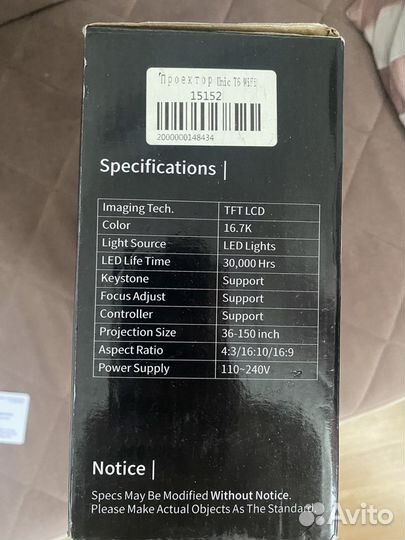 Проектор Unic T6 WiFi
15152
2000000148434
Specifications |
Imaging Tech. TFT LCD
Color 16.7K
Light Source LED Lights
LED Life Time 30,000 Hrs
Keystone Support
Focus Adjust Support
Controller Support
Projection Size 36-150 inch
Aspect Ratio 4:3/16:10/16:9
Power Supply 110~240V
Notice |
Specs May Be Modified Without Notice.
Please Make Actual Objects As The Standard.
Avito